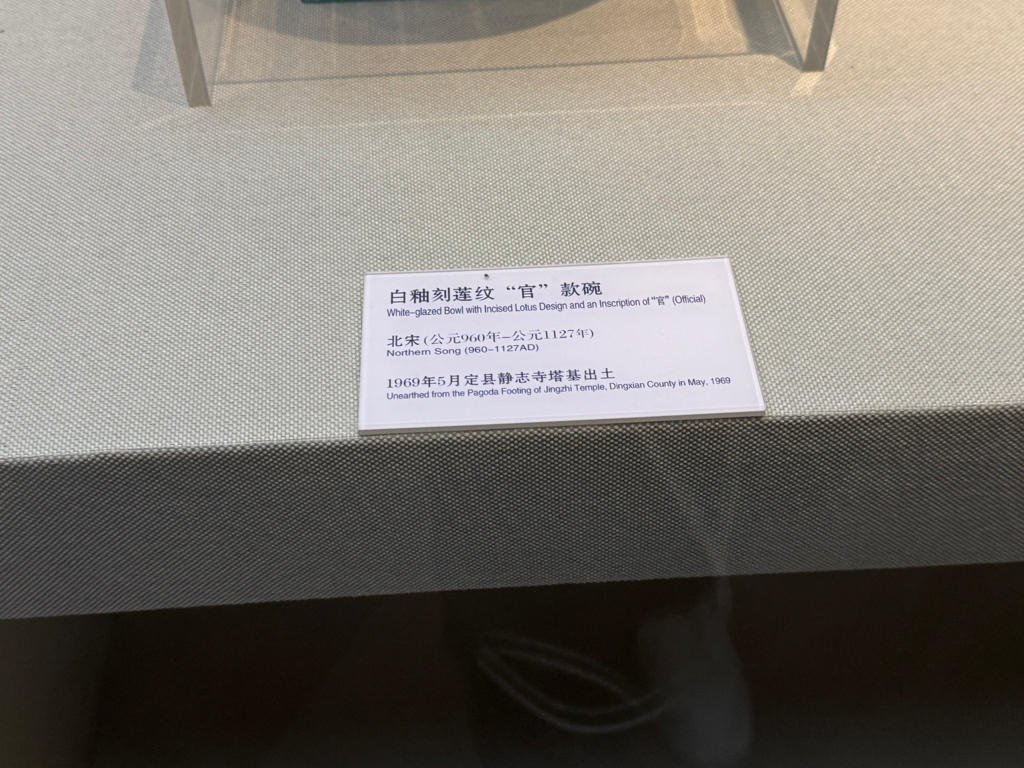 白釉刻莲纹“官”款碗
White-glazed Bowl with Incised Lotus Design and an Inscription of “官” (Official)
北宋(公元960年-公元1127年)
Northern Song (960-1127AD)
1969年5月定县静志寺塔基出土
Unearthed from the Pagoda Footing of Jingzhi Temple, Dingxian County in May, 1969